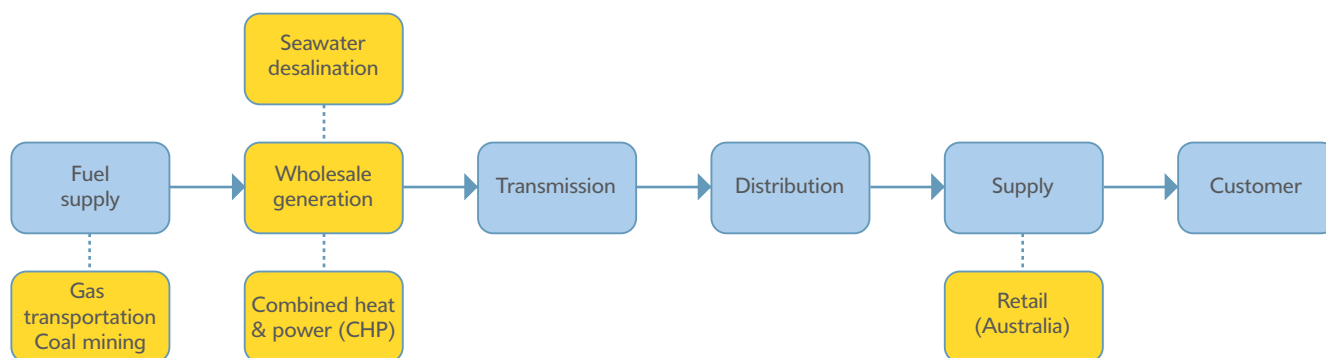 Seawater
desalination
Fuel
supply
Wholesale
generation
Transmission
Distribution
Supply
Customer
Gas
transportation
Coal mining
Combined heat
& power (CHP)
Retail
(Australia)